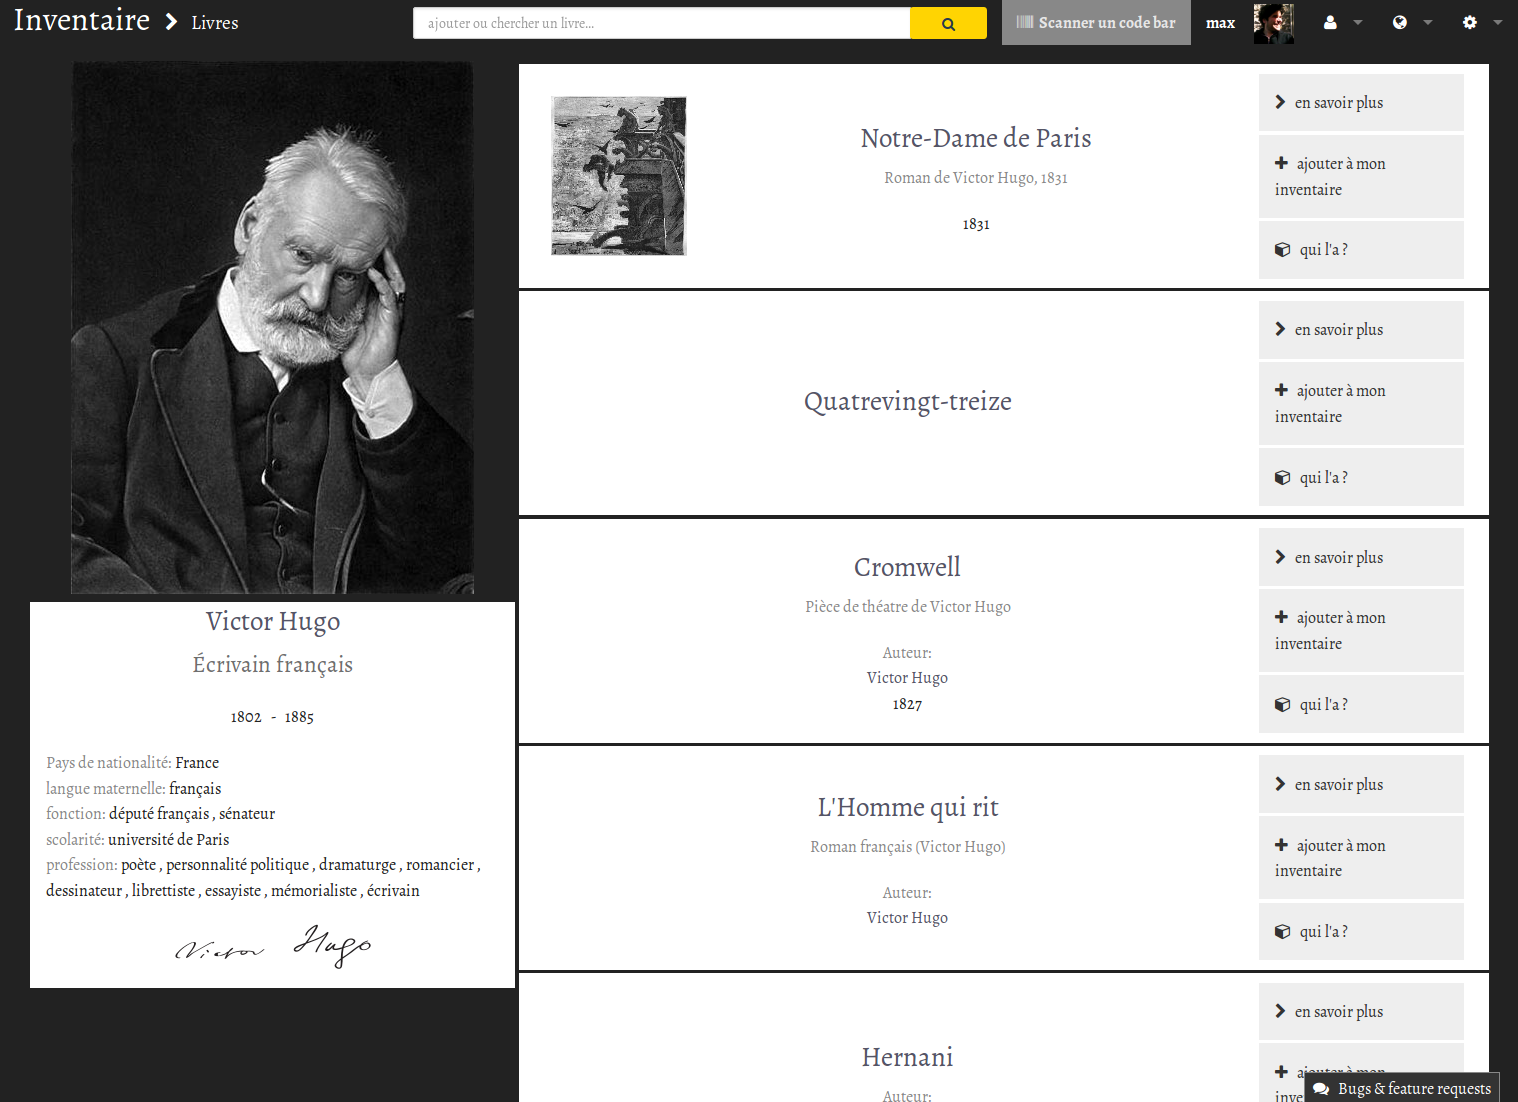 Inventaire Livres
ajouter ou chercher un livre...
Scanner un code bar
max
Victor Hugo
Écrivain français
1802 - 1885
Pays de nationalité: France
langue maternelle: français
fonction: député français , sénateur
scolarité: université de Paris
profession: poète , personnalité politique , dramaturge , romancier ,
dessinateur , librettiste , essayiste , mémorialiste , écrivain
Victor Hugo
Notre-Dame de Paris
Roman de Victor Hugo, 1831
1831
en savoir plus
ajouter à mon
inventaire
qui l'a ?
Quatrevingt-treize
en savoir plus
ajouter à mon
inventaire
qui l'a ?
Cromwell
Pièce de théatre de Victor Hugo
Auteur:
Victor Hugo
1827
en savoir plus
ajouter à mon
inventaire
qui l'a ?
L'Homme qui rit
Roman français (Victor Hugo)
Auteur:
Victor Hugo
en savoir plus
ajouter à mon
inventaire
qui l'a ?
Hernani
Auteur:
en savoir plus
Bugs & feature requests